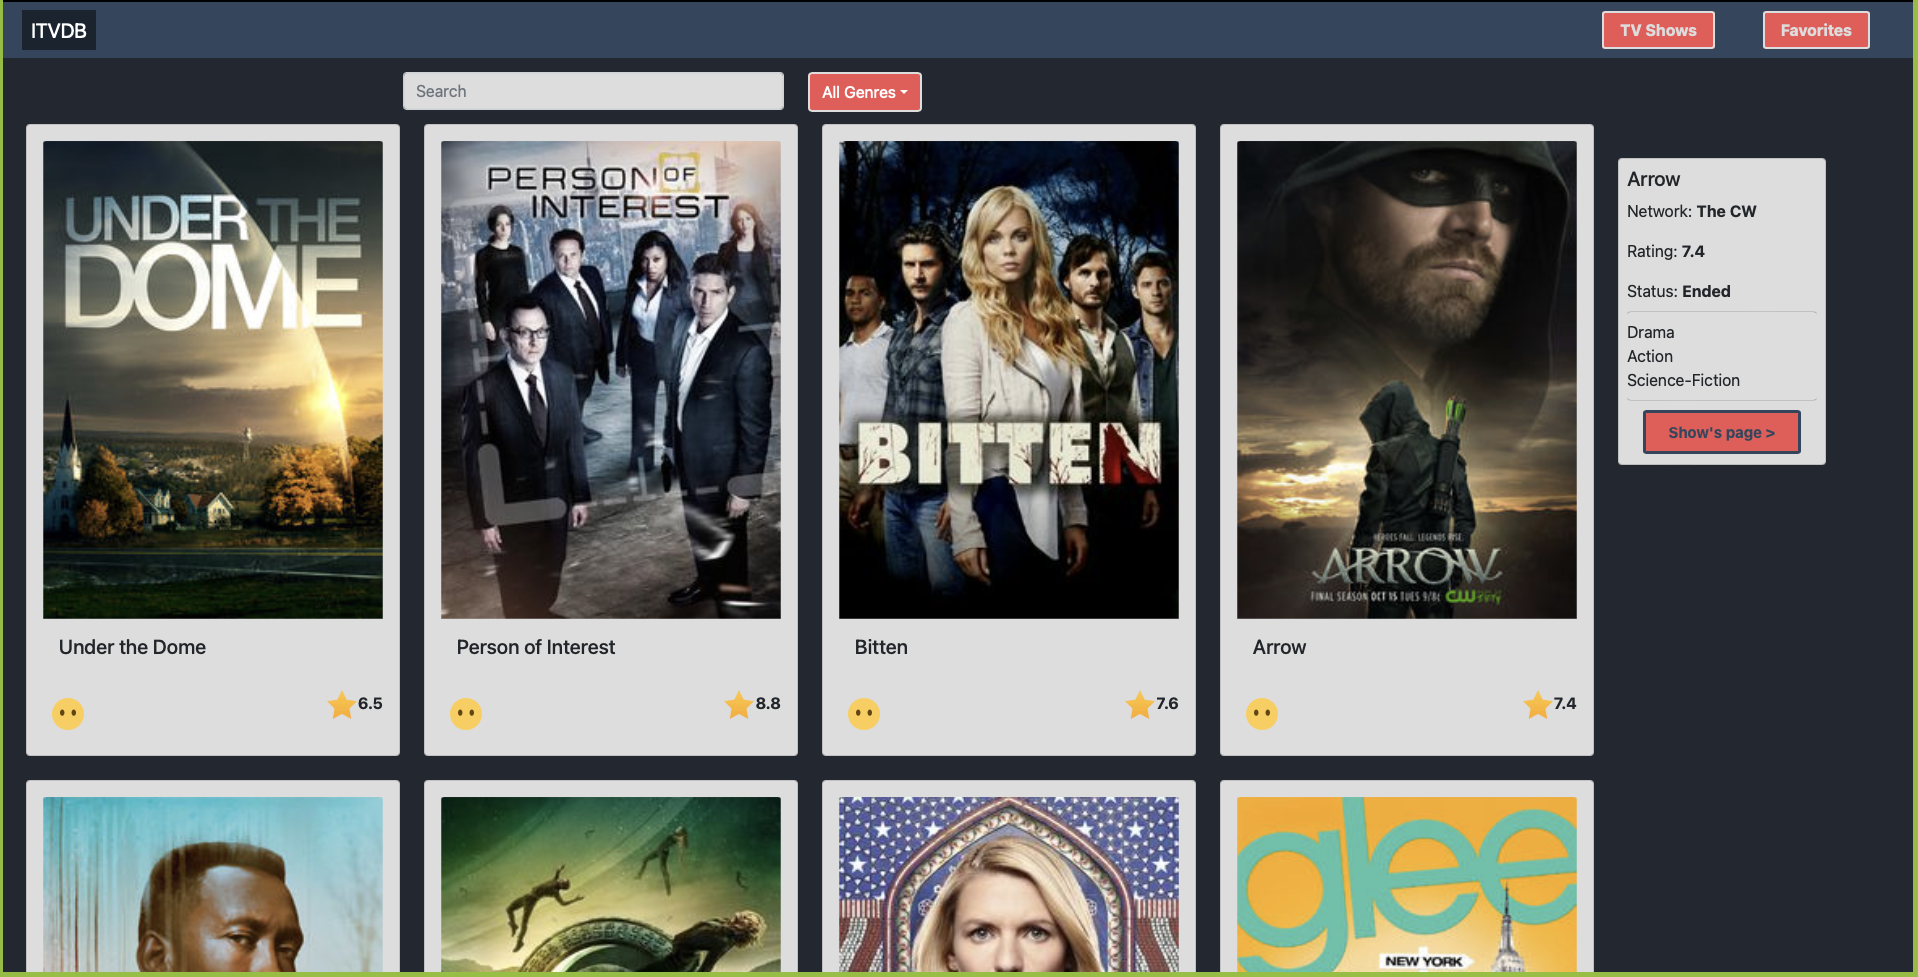 ITVDB
TV Shows
Favorites
Search
All Genres
UNDER THE
DOME
Under the Dome
6.5
PERSON OF
INTEREST
Person of Interest
8.8
BITTEN
Bitten
7.6
HEROES FALL. LEGENDS RISE.
ARROW
FINAL SEASON OCT 15 TUES 9/8c CW
Arrow
7.4
Arrow
Network: The CW
Rating: 7.4
Status: Ended
Drama
Action
Science-Fiction
Show's page >
glee
NEW YORK